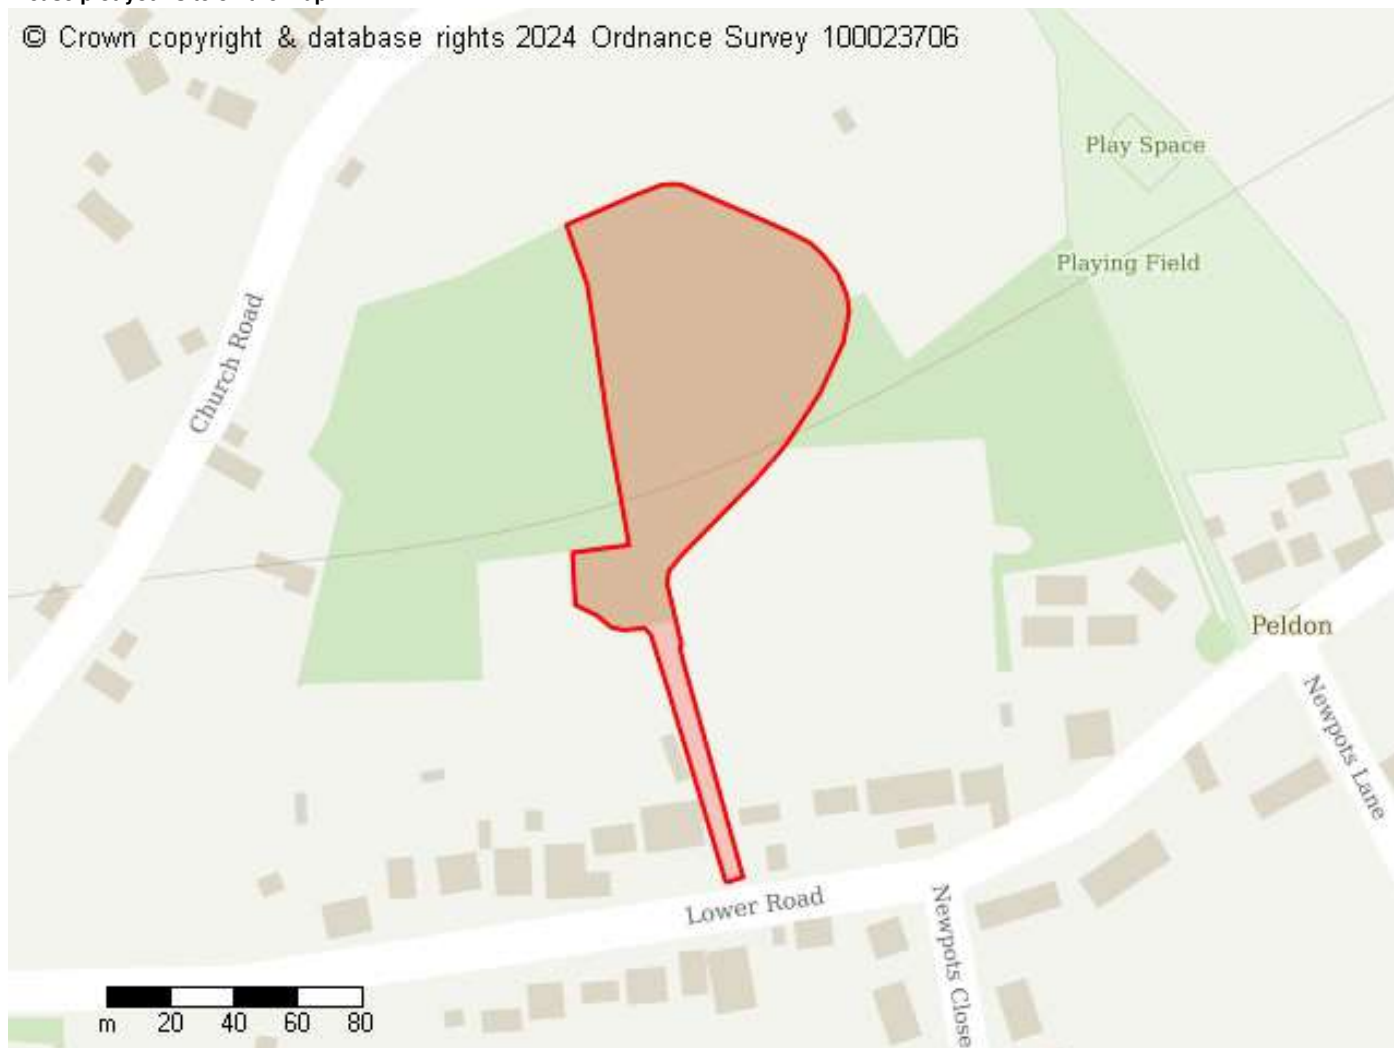 © Crown copyright & database rights 2024 Ordnance Survey 100023706
Play Space
Playing Field
Church Road
Peldon
Newpots Lane
Lower Road
Newpots Close
m 20 40 60 80